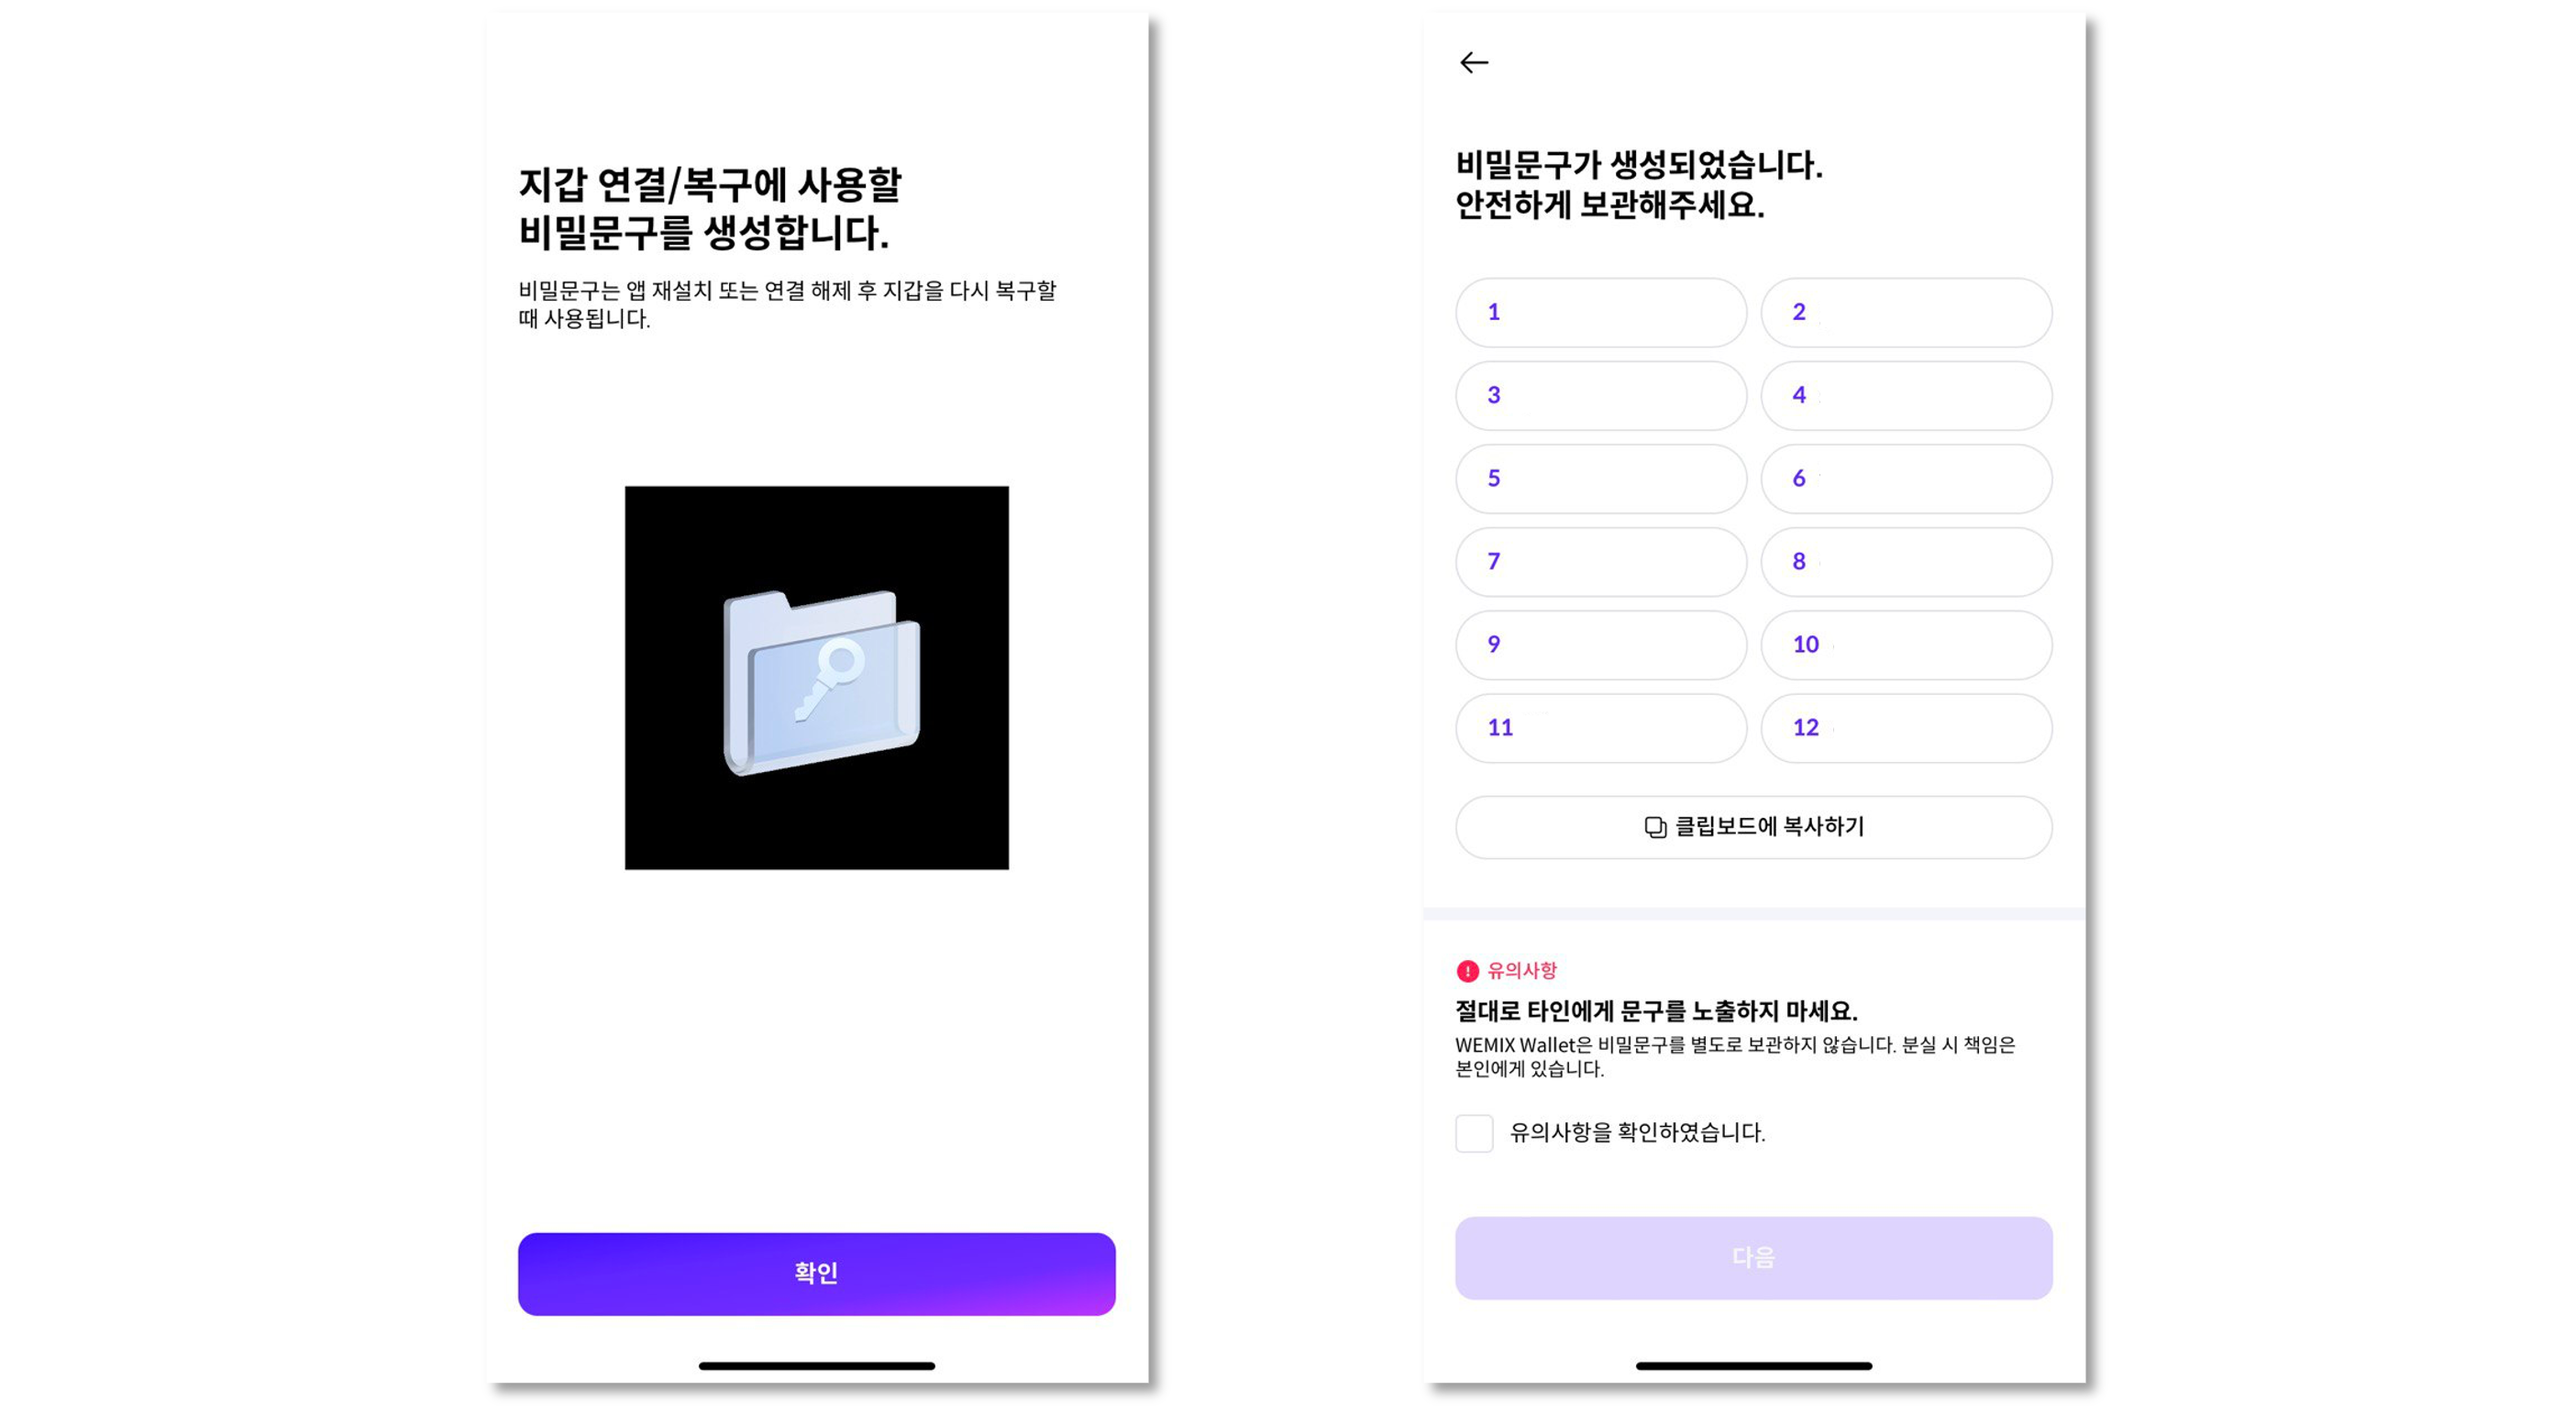 지갑 연결/복구에 사용할
비밀문구를 생성합니다.
비밀문구는 앱 재설치 또는 연결 해제 후 지갑을 다시 복구할
때 사용됩니다.
확인
비밀문구가 생성되었습니다.
안전하게 보관해주세요.
1
2
3
4
5
6
7
8
9
10
11
12
클립보드에 복사하기
유의사항
절대로 타인에게 문구를 노출하지 마세요.
WEMIX Wallet은 비밀문구를 별도로 보관하지 않습니다. 분실 시 책임은
본인에게 있습니다.
유의사항을 확인하였습니다.
다음